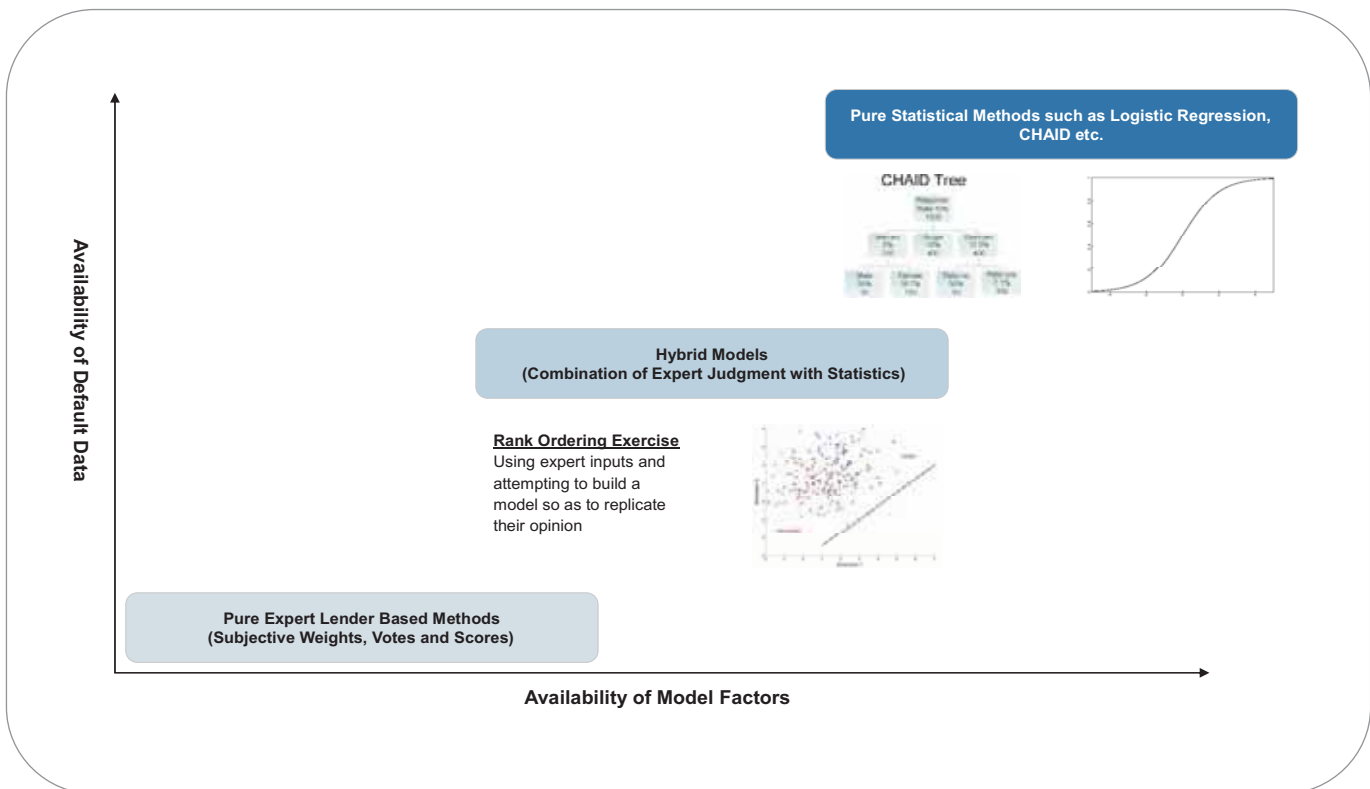 Pure Statistical Methods such as Logistic Regression,
CHAID etc.
CHAID Tree
Availability of Default Data
Hybrid Models
(Combination of Expert Judgment with Statistics)
Rank Ordering Exercise
Using expert inputs and
attempting to build a
model so as to replicate
their opinion
Pure Expert Lender Based Methods
(Subjective Weights, Votes and Scores)
Availability of Model Factors